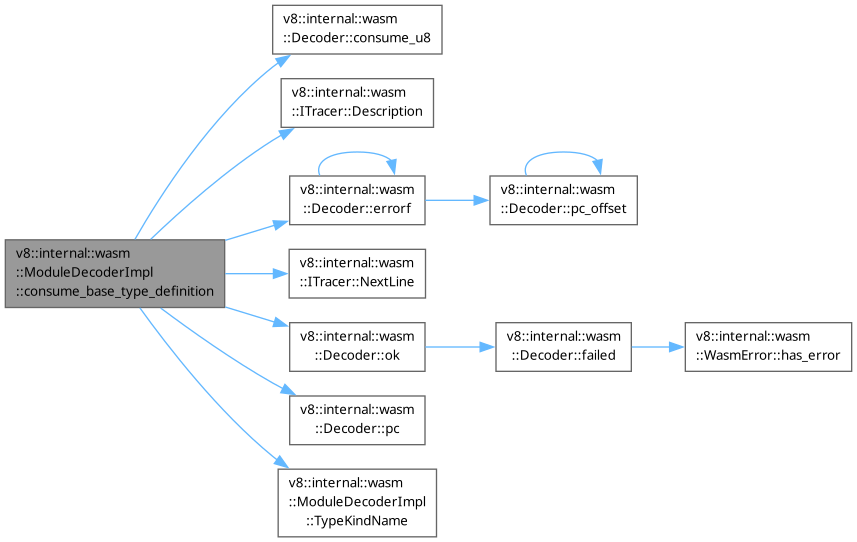 v8::internal::wasm
::Decoder::consume_u8
v8::internal::wasm
::ITracer::Description
v8::internal::wasm
::Decoder::errorf
v8::internal::wasm
::Decoder::pc_offset
v8::internal::wasm
::ModuleDecoderImpl
::consume_base_type_definition
v8::internal::wasm
::ITracer::NextLine
v8::internal::wasm
::Decoder::ok
v8::internal::wasm
::Decoder::failed
v8::internal::wasm
::WasmError::has_error
v8::internal::wasm
::Decoder::pc
v8::internal::wasm
::ModuleDecoderImpl
::TypeKindName